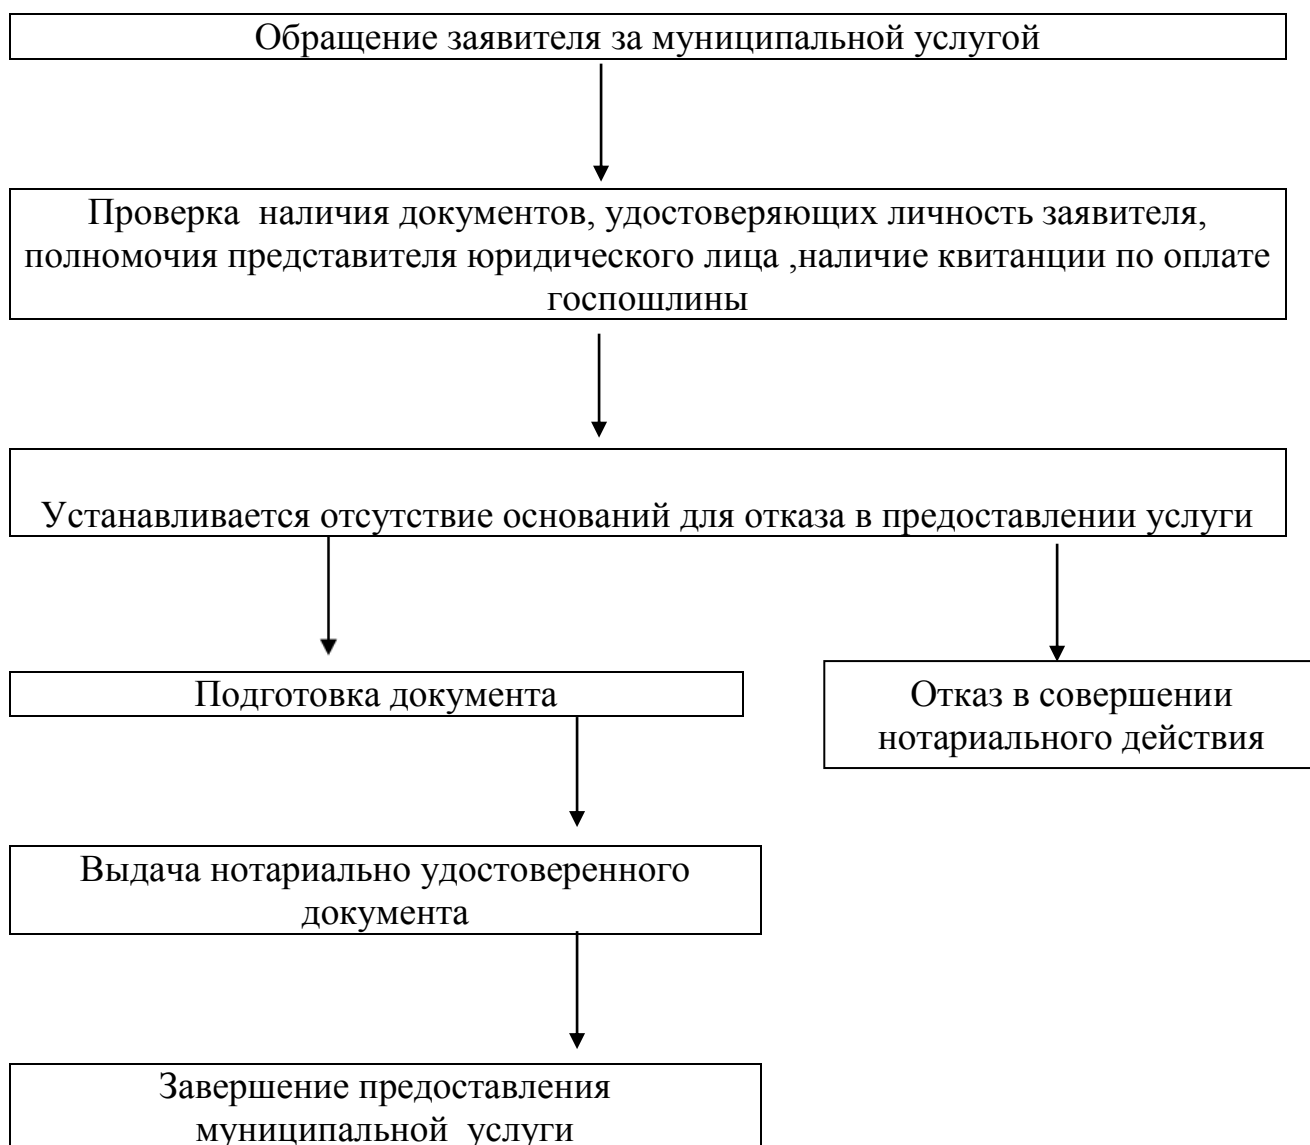 Обращение заявителя за муниципальной услугой
Проверка  наличия документов, удостоверяющих личность заявителя,
полномочия представителя юридического лица ,наличие квитанции по оплате
госпошлины
Устанавливается отсутствие оснований для отказа в предоставлении услуги
Подготовка документа
Отказ в совершении
нотариального действия
Выдача нотариально удостоверенного
документа
Завершение предоставления
муниципальной  услуги